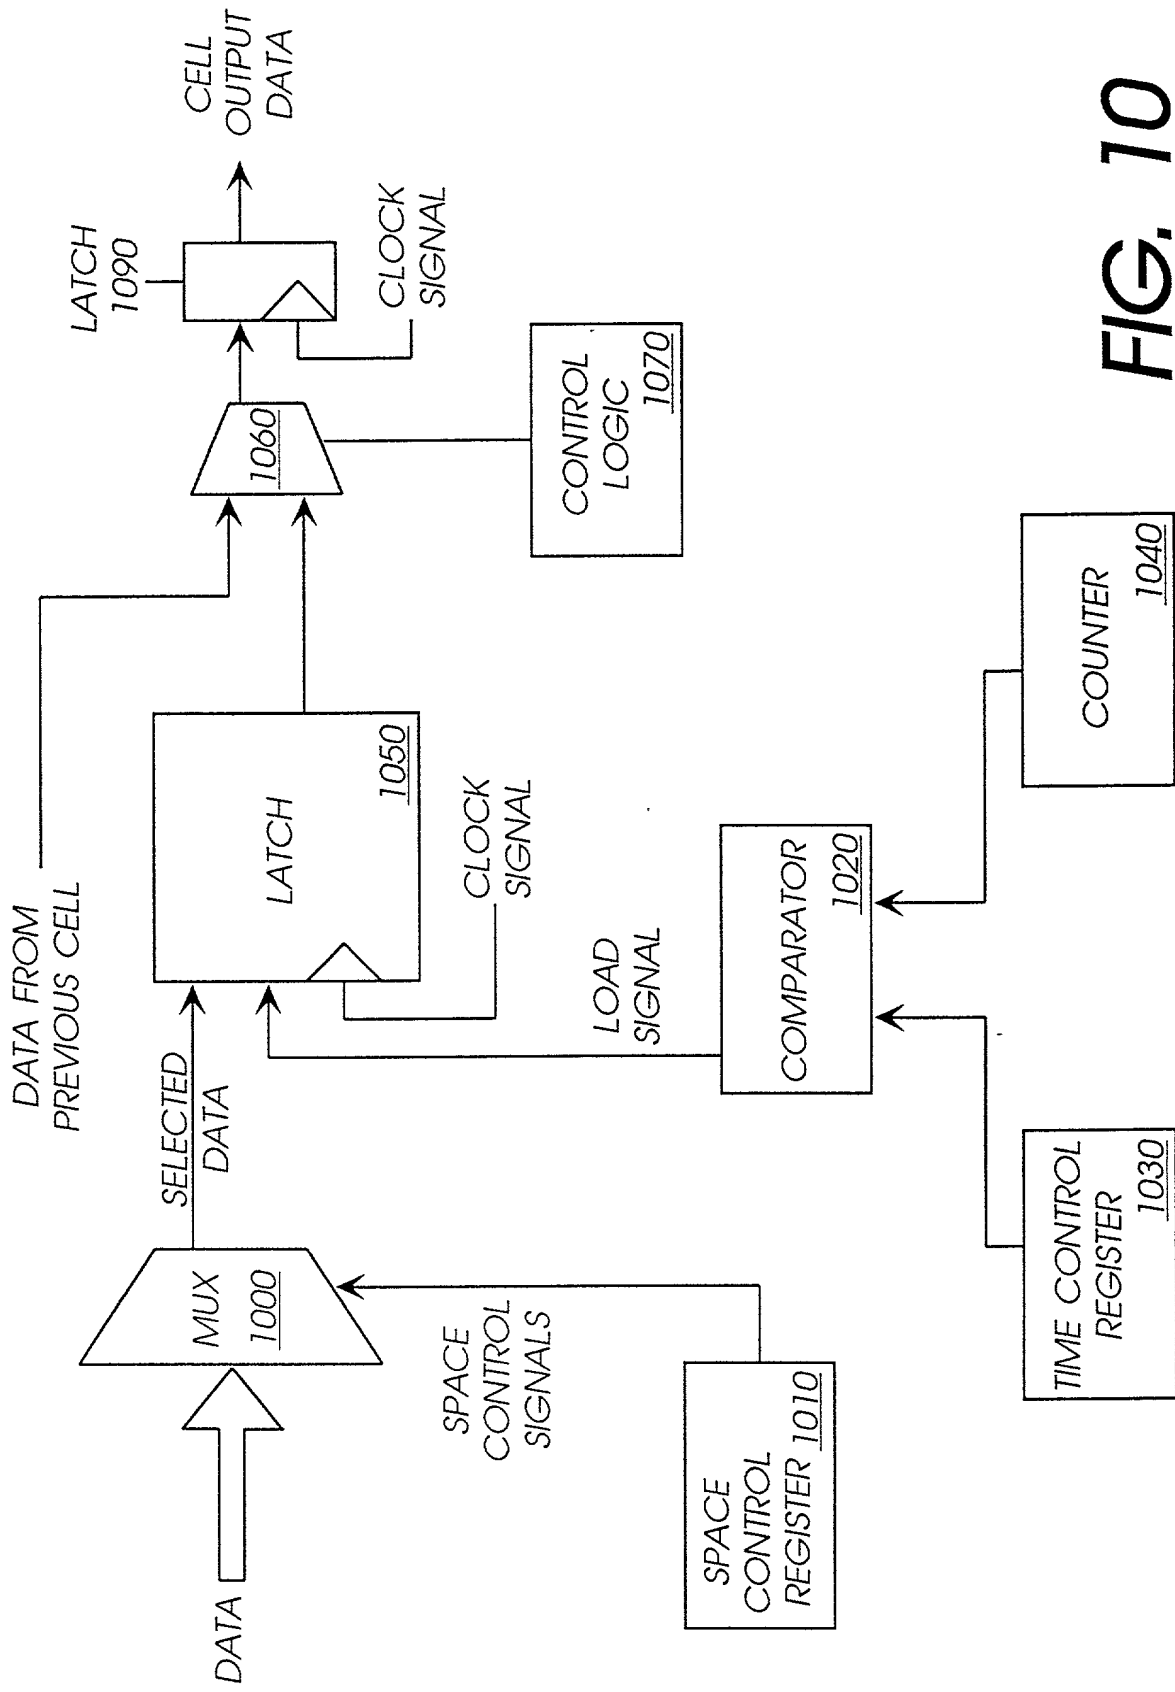 DATA
MUX
1000
SELECTED
DATA
SPACE
CONTROL
SIGNALS
SPACE
CONTROL
REGISTER 1010
DATA FROM
PREVIOUS CELL
LATCH
1050
CLOCK
SIGNAL
LOAD
SIGNAL
COMPARATOR
1020
TIME CONTROL
REGISTER
1030
COUNTER
1040
1060
CONTROL
LOGIC
1070
LATCH
1090
CLOCK
SIGNAL
CELL
OUTPUT
DATA
FIG. 10